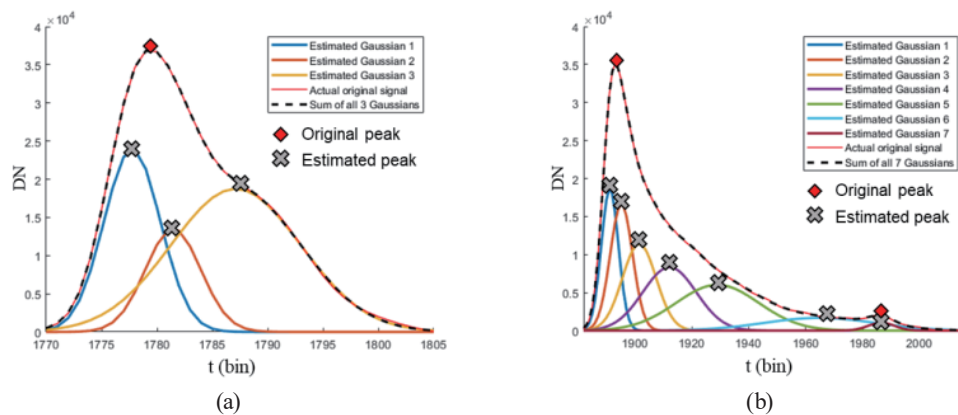 × 10⁴
4
3.5
3
2.5
2
1.5
1
0.5
0
DN
1770
1775
1780
1785
1790
1795
1800
1805
t (bin)
Estimated Gaussian 1
Estimated Gaussian 2
Estimated Gaussian 3
Actual original signal
Sum of all 3 Gaussians
Original peak
Estimated peak
(a)
× 10⁴
4
3.5
3
2.5
2
1.5
1
0.5
0
DN
1900
1920
1940
1960
1980
2000
t (bin)
Estimated Gaussian 1
Estimated Gaussian 2
Estimated Gaussian 3
Estimated Gaussian 4
Estimated Gaussian 5
Estimated Gaussian 6
Estimated Gaussian 7
Actual original signal
Sum of all 7 Gaussians
Original peak
Estimated peak
(b)